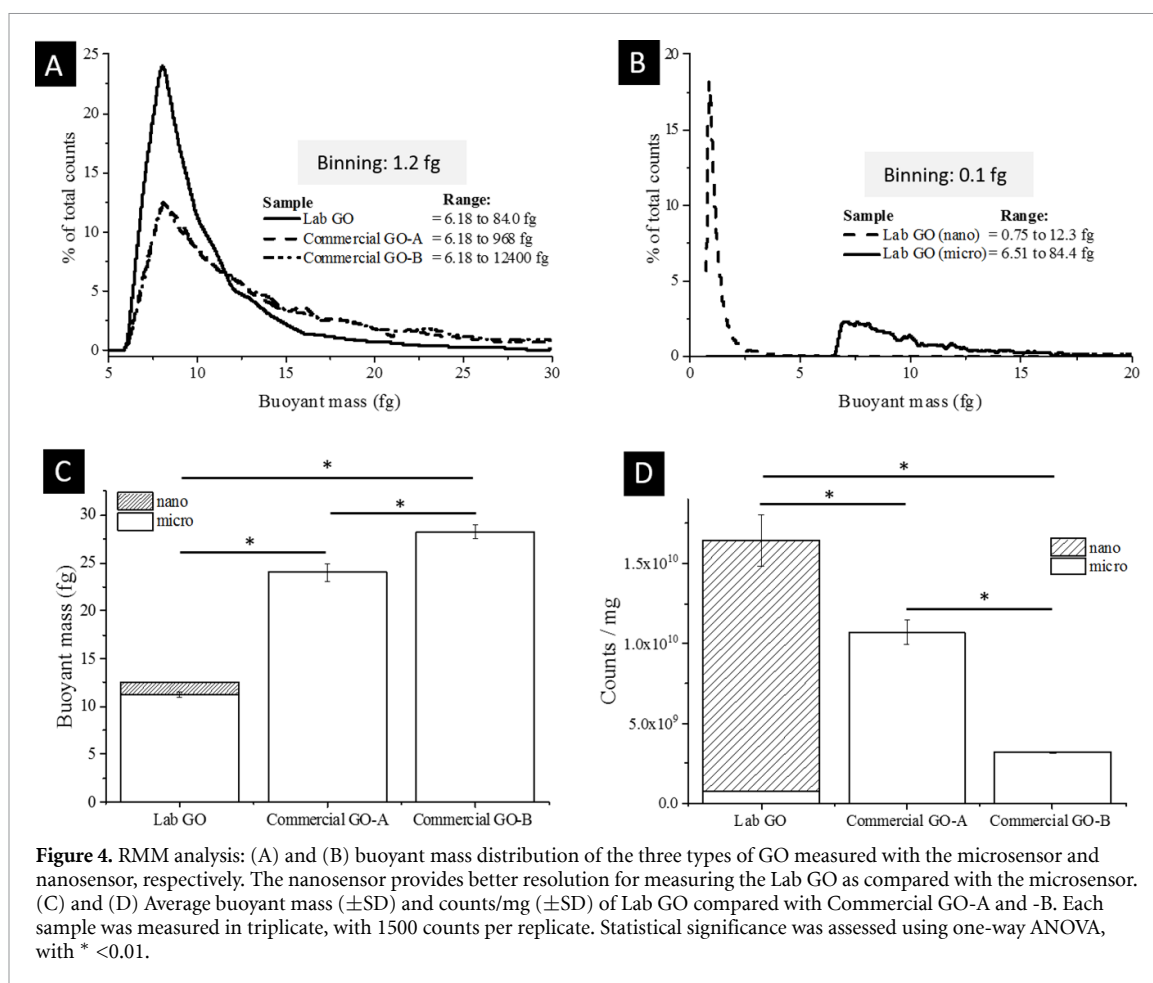 A
25
20
15
10
5
0
% of total counts
Binning: 1.2 fg
Sample Range:
Lab GO = 6.18 to 84.0 fg
Commercial GO-A = 6.18 to 968 fg
Commercial GO-B = 6.18 to 12400 fg
5 10 15 20 25 30
Buoyant mass (fg)
B
20
15
10
5
0
% of total counts
Binning: 0.1 fg
Sample Range:
Lab GO (nano) = 0.75 to 12.3 fg
Lab GO (micro) = 6.51 to 84.4 fg
0 5 10 15 20
Buoyant mass (fg)
C
nano
micro
*
*
*
30
25
20
15
10
5
0
Buoyant mass (fg)
Lab GO Commercial GO-A Commercial GO-B
D
*
*
*
nano
micro
1.5x10¹⁰
1.0x10¹⁰
5.0x10⁹
0.0
Counts / mg
Lab GO Commercial GO-A Commercial GO-B
Figure 4. RMM analysis: (A) and (B) buoyant mass distribution of the three types of GO measured with the microsensor and
nanosensor, respectively. The nanosensor provides better resolution for measuring the Lab GO as compared with the microsensor.
(C) and (D) Average buoyant mass (±SD) and counts/mg (±SD) of Lab GO compared with Commercial GO-A and -B. Each
sample was measured in triplicate, with 1500 counts per replicate. Statistical significance was assessed using one-way ANOVA,
with * <0.01.